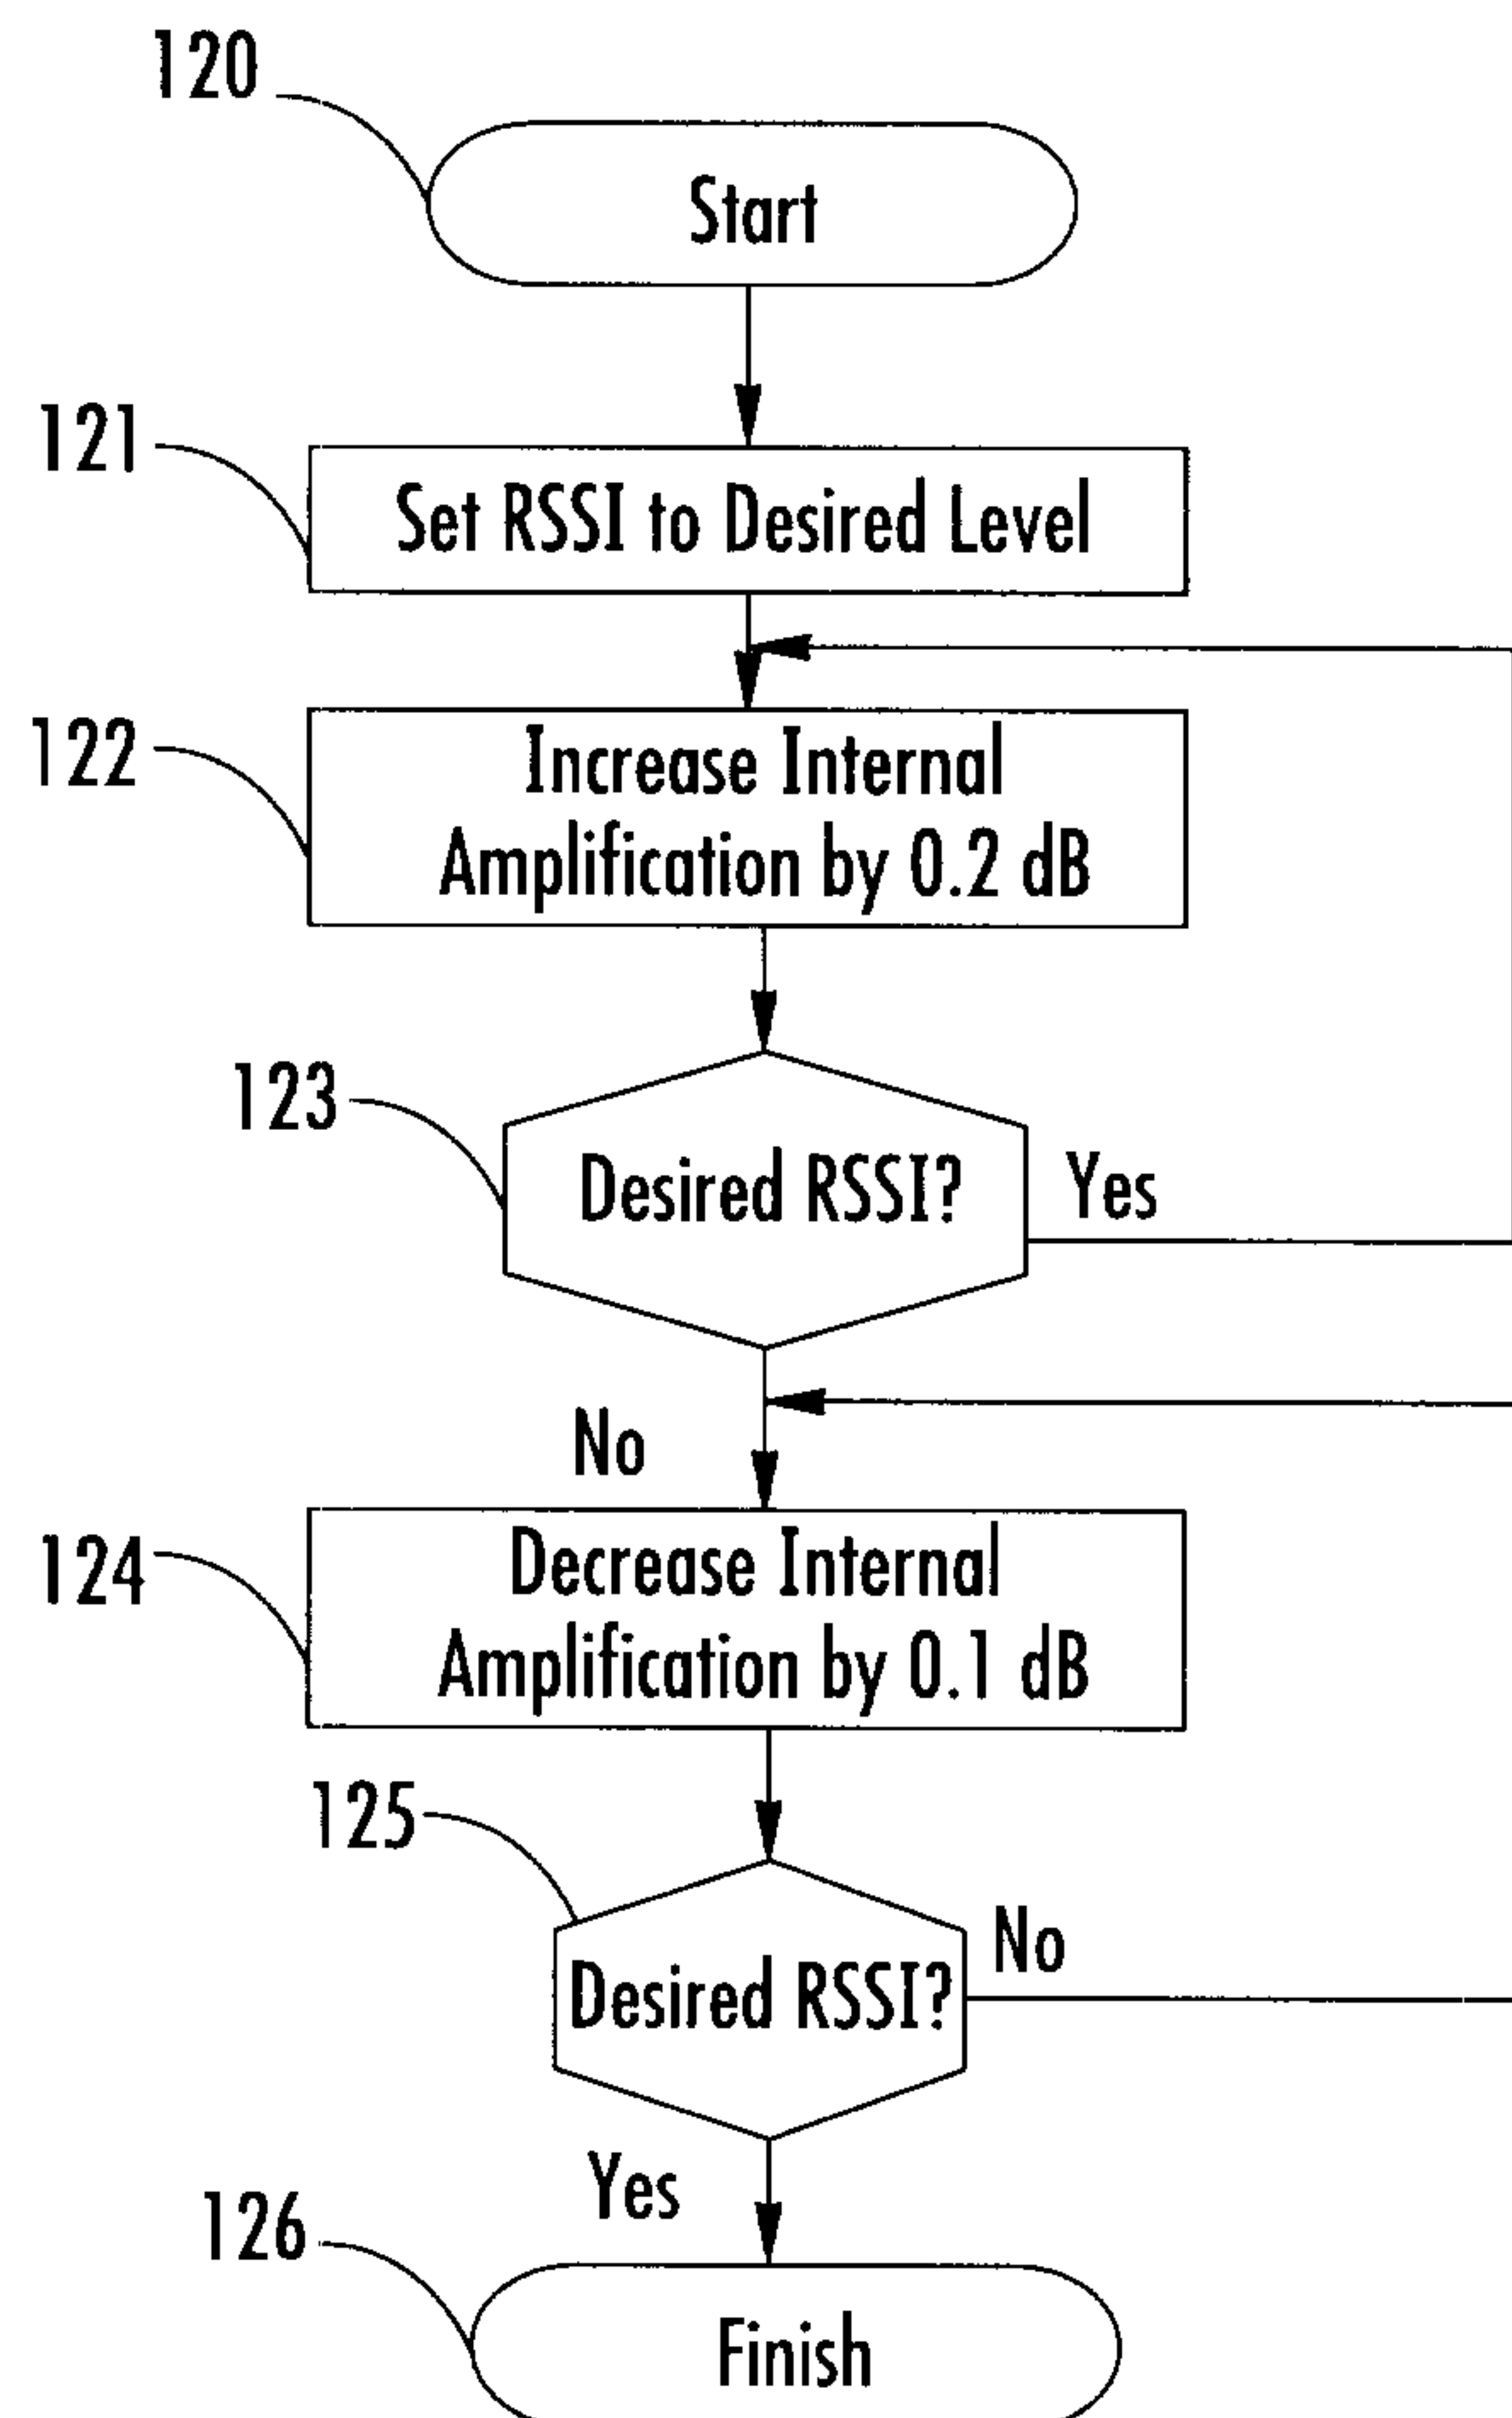 120
Start
121
Set RSSI to Desired Level
122
Increase Internal
Amplification by 0.2 dB
123
Desired RSSI?
Yes
No
124
Decrease Internal
Amplification by 0.1 dB
125
Desired RSSI?
No
Yes
126
Finish